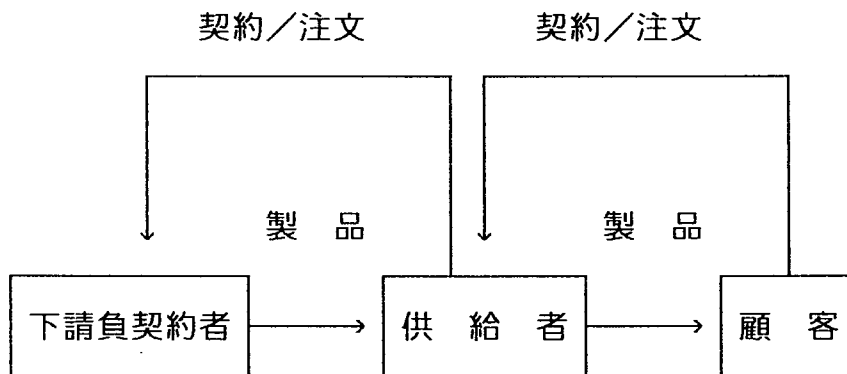 契約／注文 契約／注文
製 品 製 品
下請負契約者 供 給 者 顧 客